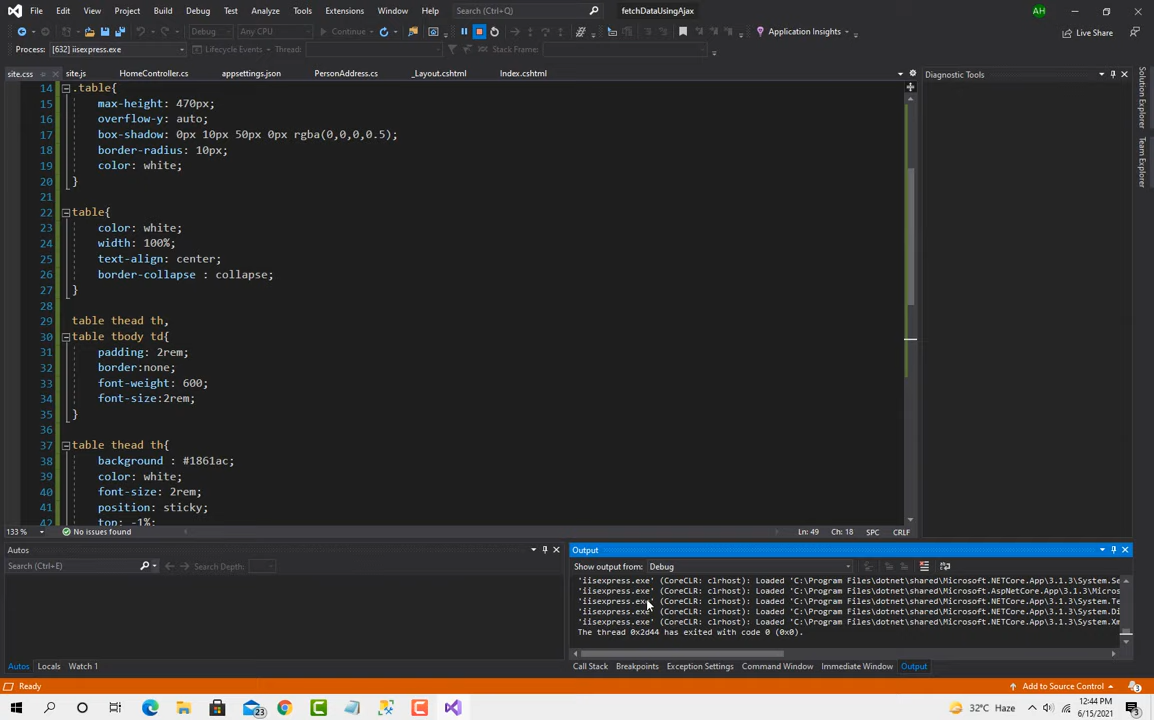 File Edit View Project Build Debug Test Analyze Tools Extensions Window Help Search (Ctrl+Q) fetchDataUsingAjax AH
Debug Any CPU Continue Application Insights Live Share
Process: [632] iisexpress.exe Lifecycle Events Thread: Stack Frame:
site.css site.js HomeController.cs appsettings.json PersonAddress.cs _Layout.cshtml Index.cshtml Diagnostic Tools
Solution Explorer
Team Explorer
14 .table{
15 max-height: 470px;
16 overflow-y: auto;
17 box-shadow: 0px 10px 50px 0px rgba(0,0,0,0.5);
18 border-radius: 10px;
19 color: white;
20 }
21
22 table{
23 color: white;
24 width: 100%;
25 text-align: center;
26 border-collapse : collapse;
27 }
28
29 table thead th,
30 table tbody td{
31 padding: 2rem;
32 border:none;
33 font-weight: 600;
34 font-size:2rem;
35 }
36
37 table thead th{
38 background : #1861ac;
39 color: white;
40 font-size: 2rem;
41 position: sticky;
42 top: -1%;
133 % No issues found Ln: 49 Ch: 18 SPC CRLF
Autos
Search (Ctrl+E) Search Depth:
Autos Locals Watch 1
Output
Show output from: Debug
'iisexpress.exe' (CoreCLR: clrhost): Loaded 'C:\Program Files\dotnet\shared\Microsoft.NETCore.App\3.1.3\System.Se
'iisexpress.exe' (CoreCLR: clrhost): Loaded 'C:\Program Files\dotnet\shared\Microsoft.AspNetCore.App\3.1.3\Micros
'iisexpress.exe' (CoreCLR: clrhost): Loaded 'C:\Program Files\dotnet\shared\Microsoft.NETCore.App\3.1.3\System.Te
'iisexpress.exe' (CoreCLR: clrhost): Loaded 'C:\Program Files\dotnet\shared\Microsoft.NETCore.App\3.1.3\System.Di
'iisexpress.exe' (CoreCLR: clrhost): Loaded 'C:\Program Files\dotnet\shared\Microsoft.NETCore.App\3.1.3\System.Xm
The thread 0x2d44 has exited with code 0 (0x0).
Call Stack Breakpoints Exception Settings Command Window Immediate Window Output
Ready Add to Source Control 3
23 32°C Haze 12:44 PM
6/15/2021 3